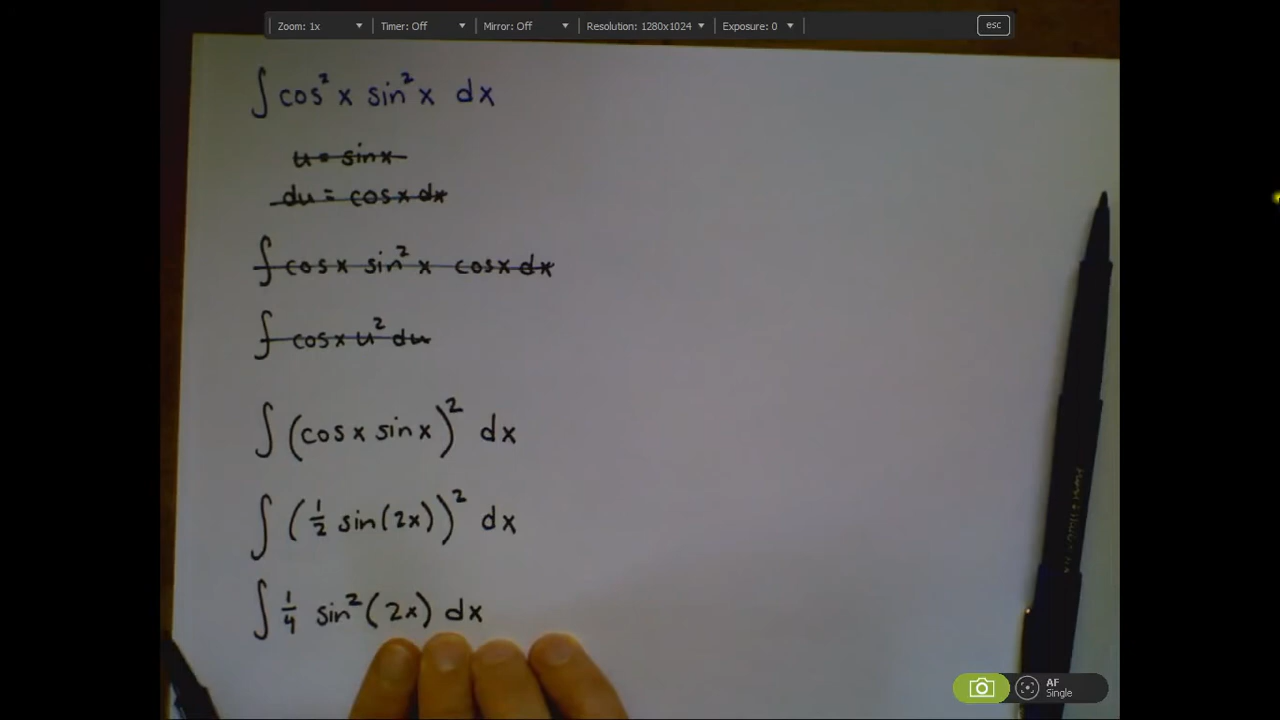 Zoom: 1x Timer: Off Mirror: Off Resolution: 1280x1024 Exposure: 0 esc
∫ cos² x sin² x dx
u = sin x
du = cos x dx
∫ cos x sin² x cos x dx
∫ cos x u² du
∫ (cos x sin x)² dx
∫ (1/2 sin(2x))² dx
∫ 1/4 sin²(2x) dx
AF
Single